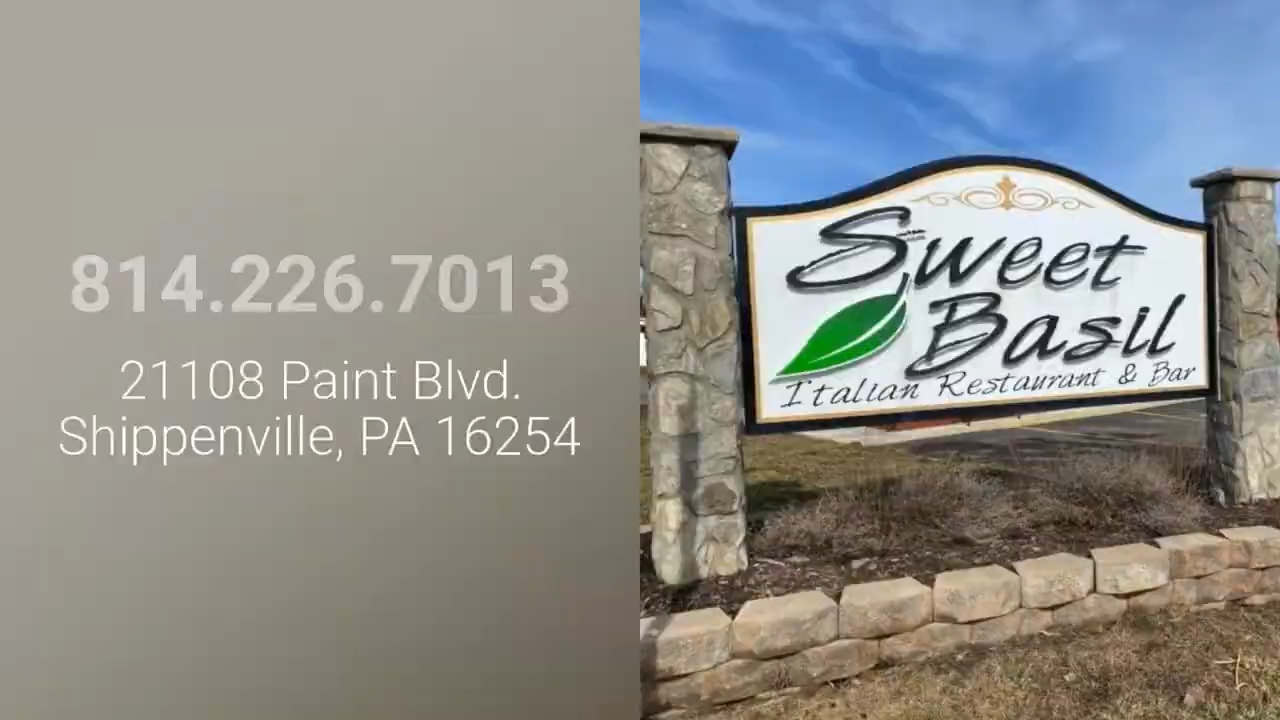 814.226.7013
21108 Paint Blvd.
Shippenville, PA 16254
Sweet
Basil
Italian Restaurant & Bar